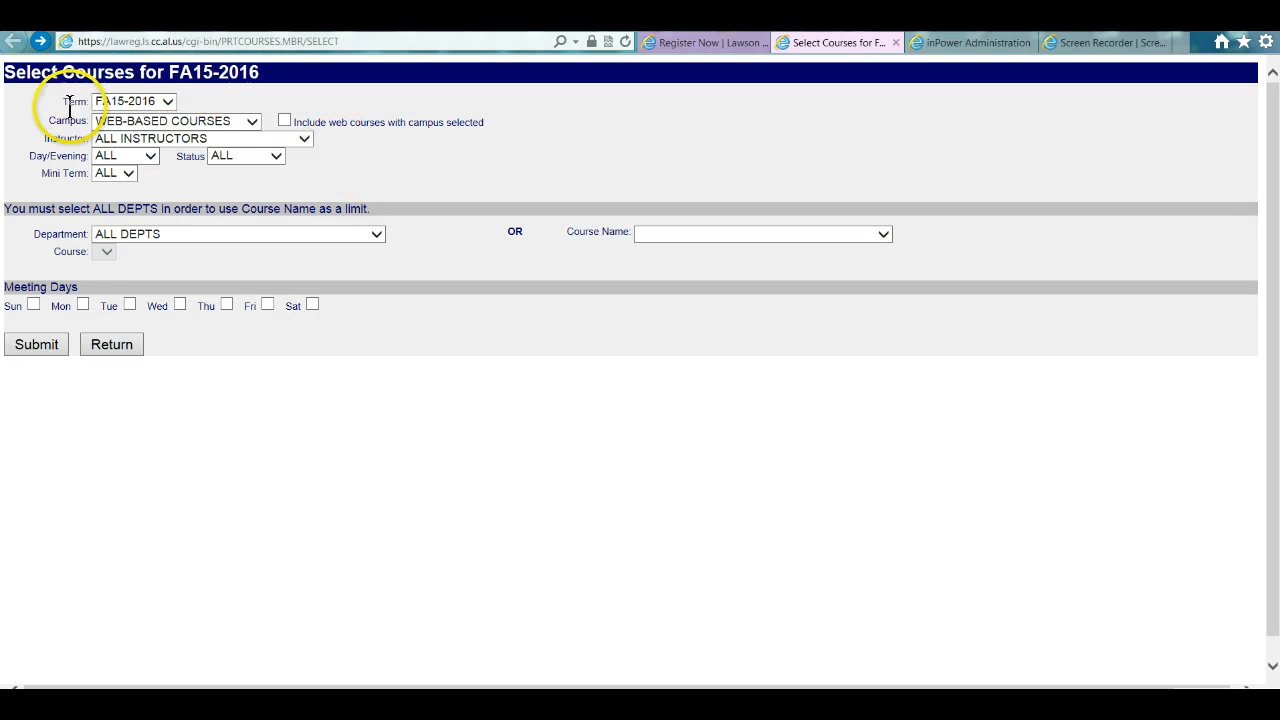 https://lawreg.ls.cc.al.us/cgi-bin/PRTCOURSES.MBR/SELECT
Register Now | Lawson ...
Select Courses for F...
inPower Administration
Screen Recorder | Scre...
Select Courses for FA15-2016
Term: FA15-2016
Campus: WEB-BASED COURSES Include web courses with campus selected
Instructor: ALL INSTRUCTORS
Day/Evening: ALL Status ALL
Mini Term: ALL
You must select ALL DEPTS in order to use Course Name as a limit.
Department: ALL DEPTS OR Course Name:
Course:
Meeting Days
Sun Mon Tue Wed Thu Fri Sat
Submit Return